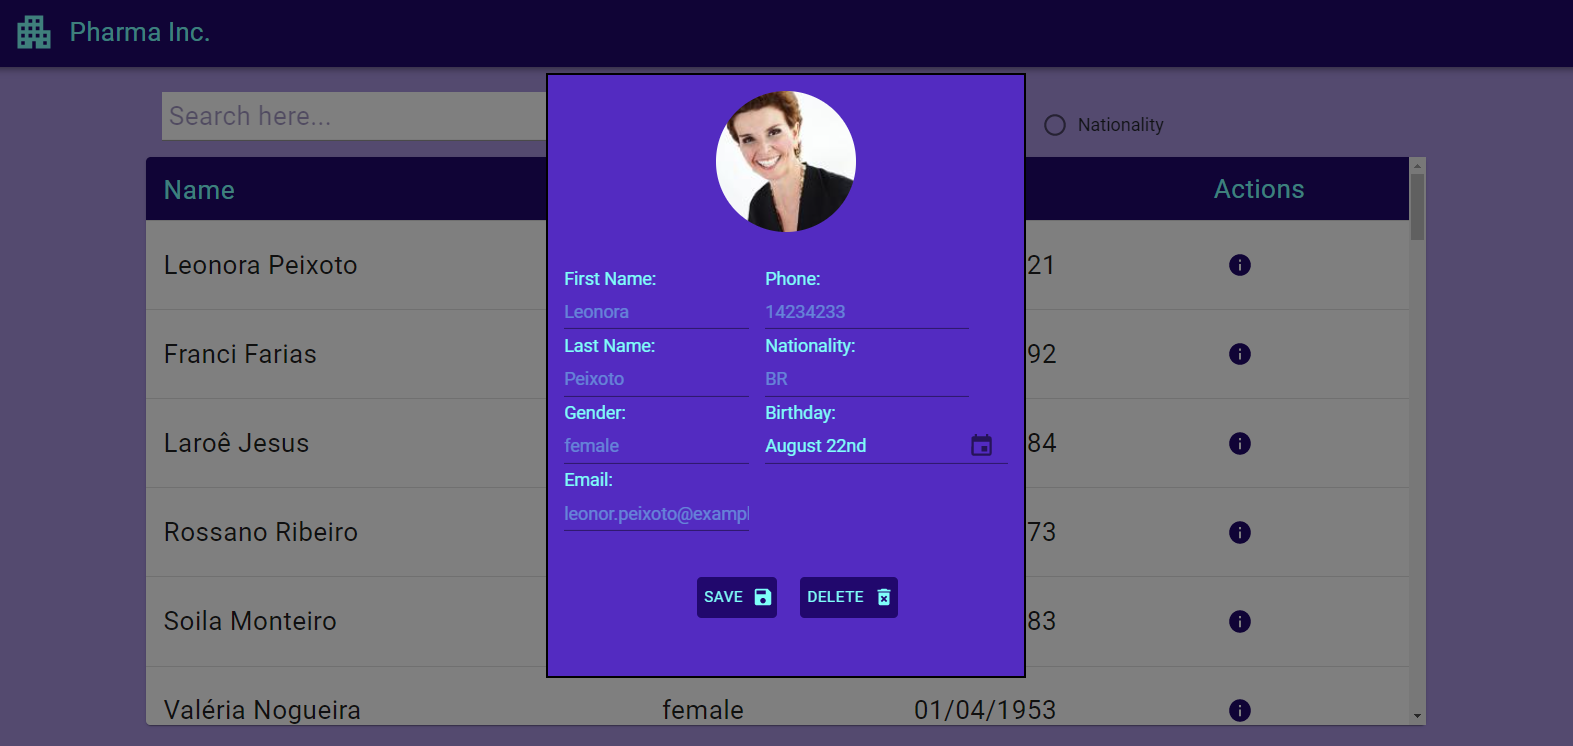 Pharma Inc.
Search here...
Nationality
Name
Actions
Leonora Peixoto
21
Franci Farias
92
Laroê Jesus
84
Rossano Ribeiro
73
Soila Monteiro
83
Valéria Nogueira female 01/04/1953
First Name: Phone:
Leonora 14234233
Last Name: Nationality:
Peixoto BR
Gender: Birthday:
female August 22nd
Email:
leonor.peixoto@exampl
SAVE DELETE